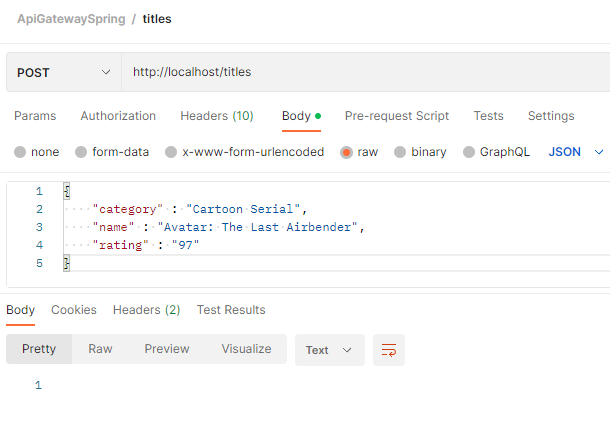 ApiGatewaySpring / titles
POST http://localhost/titles
Params Authorization Headers (10) Body Pre-request Script Tests Settings
none form-data x-www-form-urlencoded raw binary GraphQL JSON
1 {
2 "category" : "Cartoon Serial",
3 "name" : "Avatar: The Last Airbender",
4 "rating" : "97"
5 }
Body Cookies Headers (2) Test Results
Pretty Raw Preview Visualize Text
1